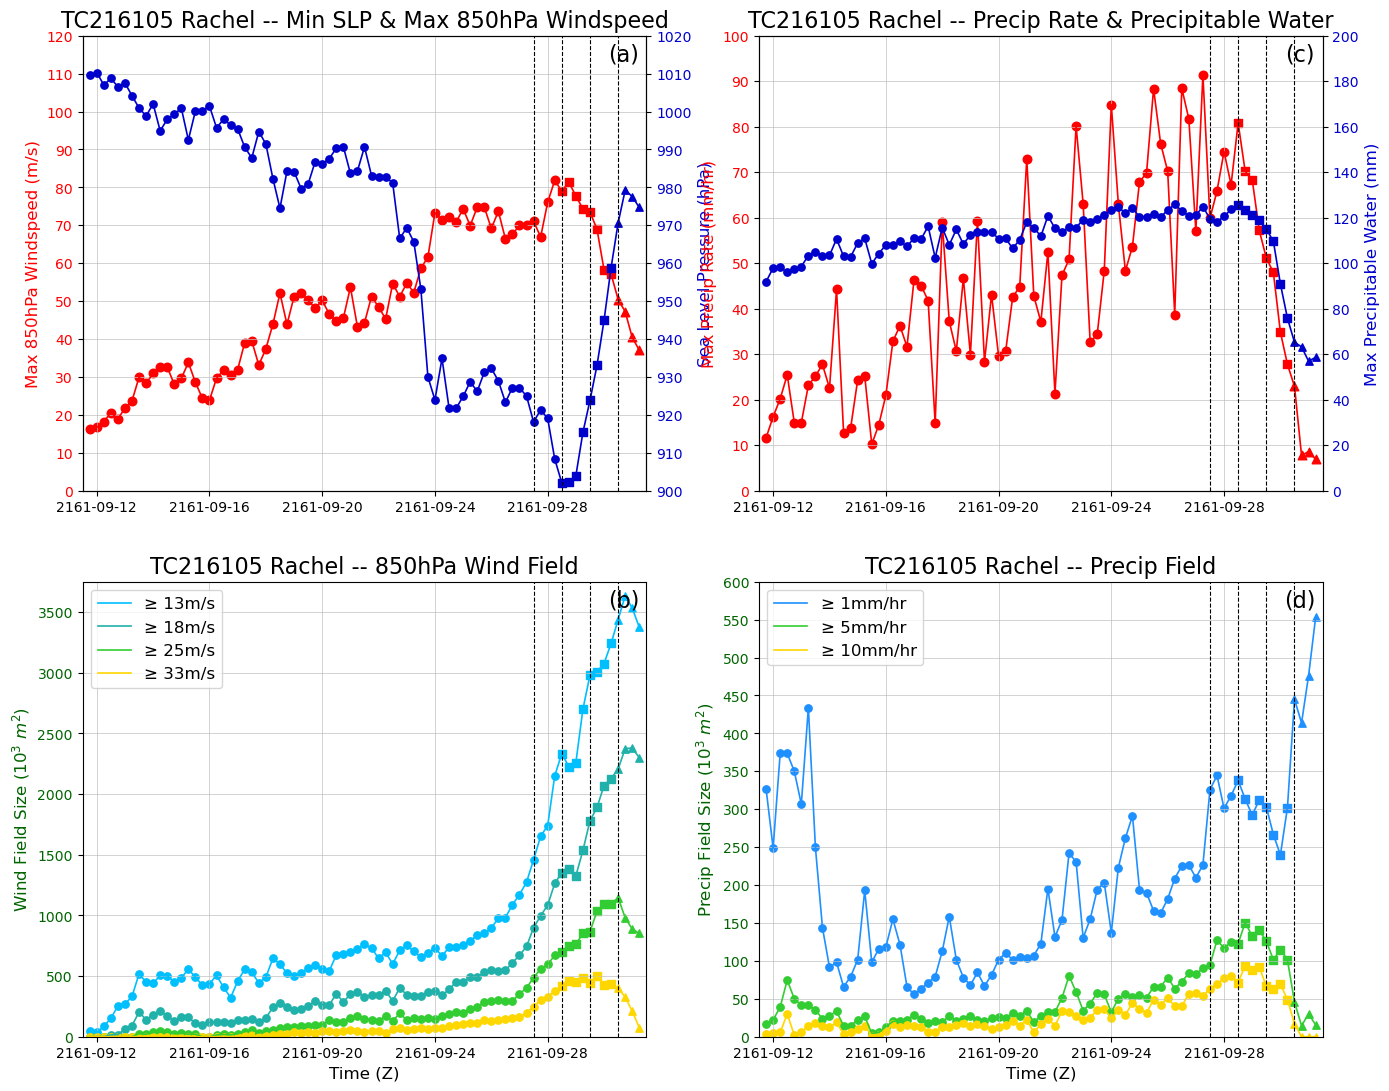 TC216105 Rachel -- Min SLP & Max 850hPa Windspeed
(a)
Max 850hPa Windspeed (m/s)
120
110
100
90
80
70
60
50
40
30
20
10
0
1020
1010
1000
990
980
970
960
950
940
930
920
910
900
Sea Level Pressure (hPa)
2161-09-12 2161-09-16 2161-09-20 2161-09-24 2161-09-28
TC216105 Rachel -- Precip Rate & Precipitable Water
(c)
Max Precip Rate (mm/hr)
100
90
80
70
60
50
40
30
20
10
0
200
180
160
140
120
100
80
60
40
20
0
Max Precipitable Water (mm)
2161-09-12 2161-09-16 2161-09-20 2161-09-24 2161-09-28
TC216105 Rachel -- 850hPa Wind Field
(b)
≥ 13m/s
≥ 18m/s
≥ 25m/s
≥ 33m/s
Wind Field Size (10³ m²)
3500
3000
2500
2000
1500
1000
500
0
2161-09-12 2161-09-16 2161-09-20 2161-09-24 2161-09-28
Time (Z)
TC216105 Rachel -- Precip Field
(d)
≥ 1mm/hr
≥ 5mm/hr
≥ 10mm/hr
Precip Field Size (10³ m²)
600
550
500
450
400
350
300
250
200
150
100
50
0
2161-09-12 2161-09-16 2161-09-20 2161-09-24 2161-09-28
Time (Z)